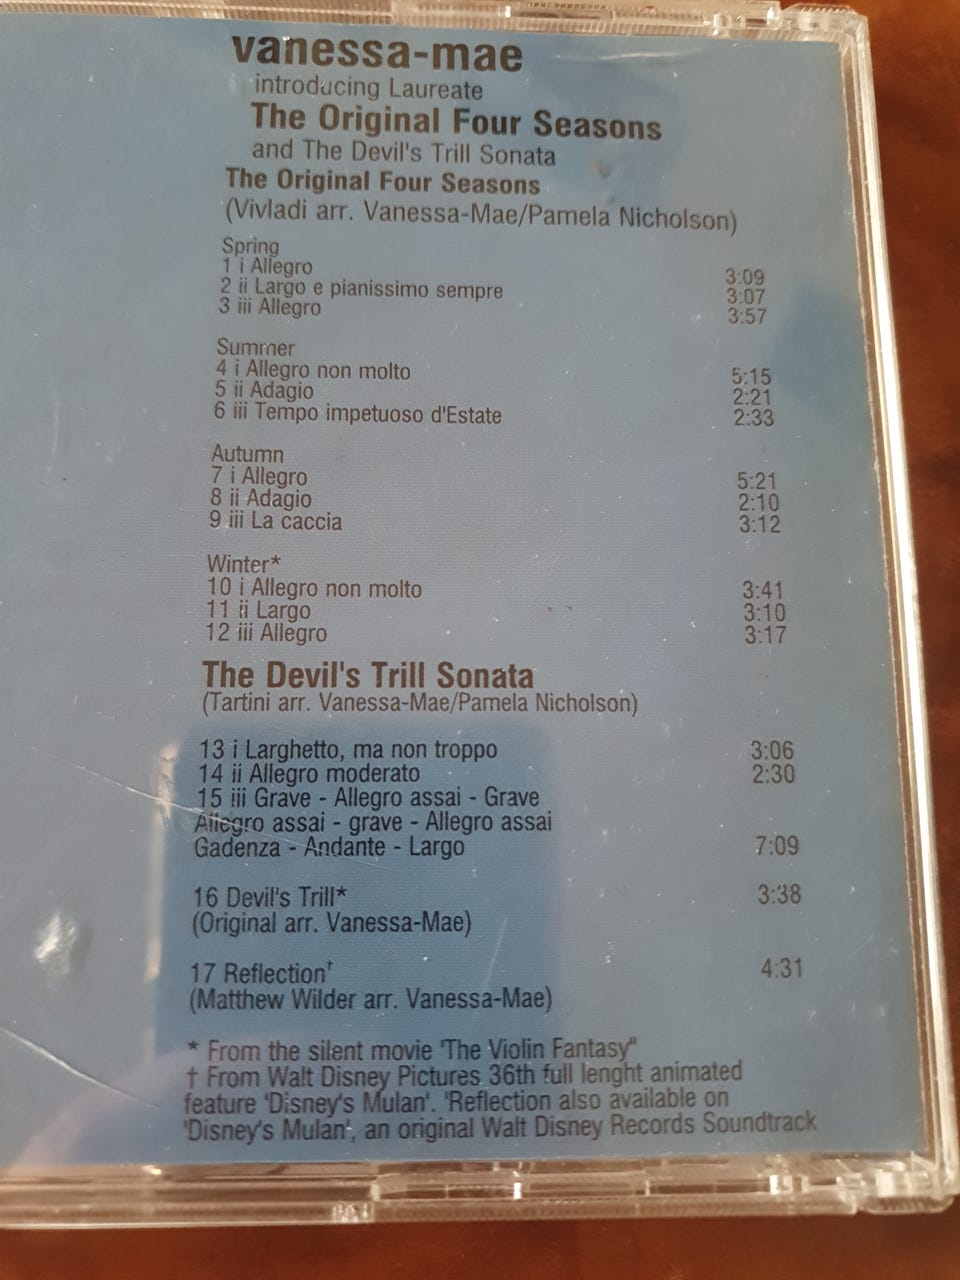 vanessa-mae
introducing Laureate
The Original Four Seasons
and The Devil's Trill Sonata
The Original Four Seasons
(Vivladi arr. Vanessa-Mae/Pamela Nicholson)
Spring
1 i Allegro 3:09
2 ii Largo e pianissimo sempre 3:07
3 iii Allegro 3:57
Summer
4 i Allegro non molto 5:15
5 ii Adagio 2:21
6 iii Tempo impetuoso d'Estate 2:33
Autumn
7 i Allegro 5:21
8 ii Adagio 2:10
9 iii La caccia 3:12
Winter*
10 i Allegro non molto 3:41
11 ii Largo 3:10
12 iii Allegro 3:17
The Devil's Trill Sonata
(Tartini arr. Vanessa-Mae/Pamela Nicholson)
13 i Larghetto, ma non troppo 3:06
14 ii Allegro moderato 2:30
15 iii Grave - Allegro assai - Grave
Allegro assai - grave - Allegro assai
Gadenza - Andante - Largo 7:09
16 Devil's Trill* 3:38
(Original arr. Vanessa-Mae)
17 Reflection† 4:31
(Matthew Wilder arr. Vanessa-Mae)
* From the silent movie 'The Violin Fantasy"
† From Walt Disney Pictures 36th full lenght animated
feature 'Disney's Mulan'. 'Reflection also available on
'Disney's Mulan', an original Walt Disney Records Soundtrack